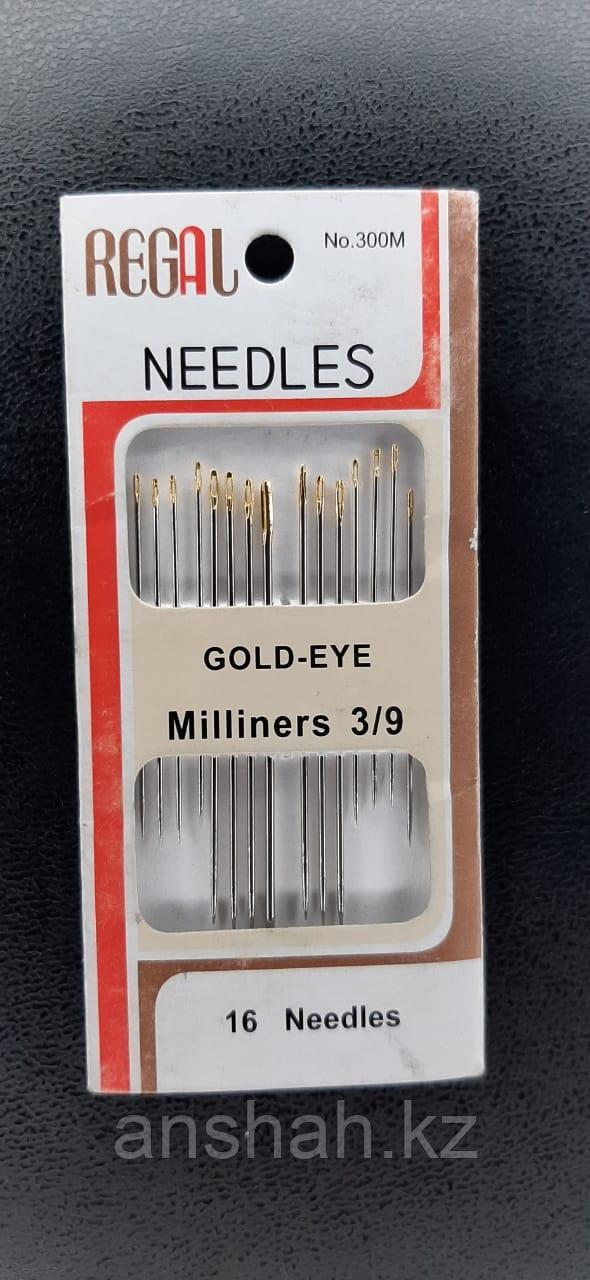 REGAL
No.300M
NEEDLES
GOLD-EYE
Milliners 3/9
16 Needles
anshah.kz